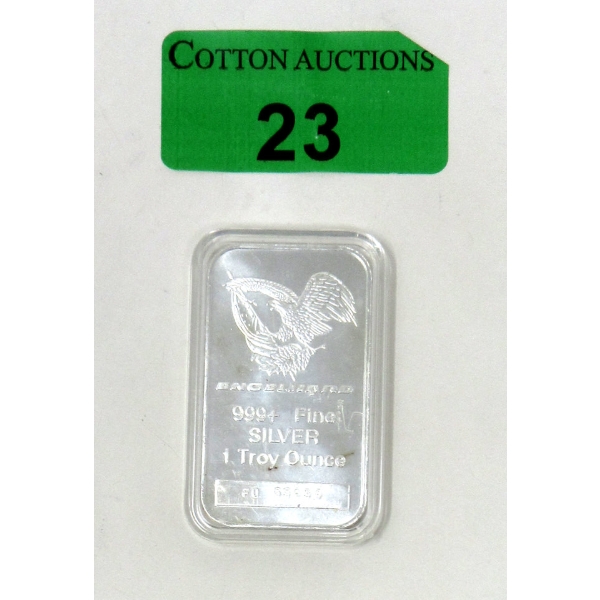 COTTON AUCTIONS
23
ENGELHARD
999+ Fine
SILVER
1 Troy Ounce